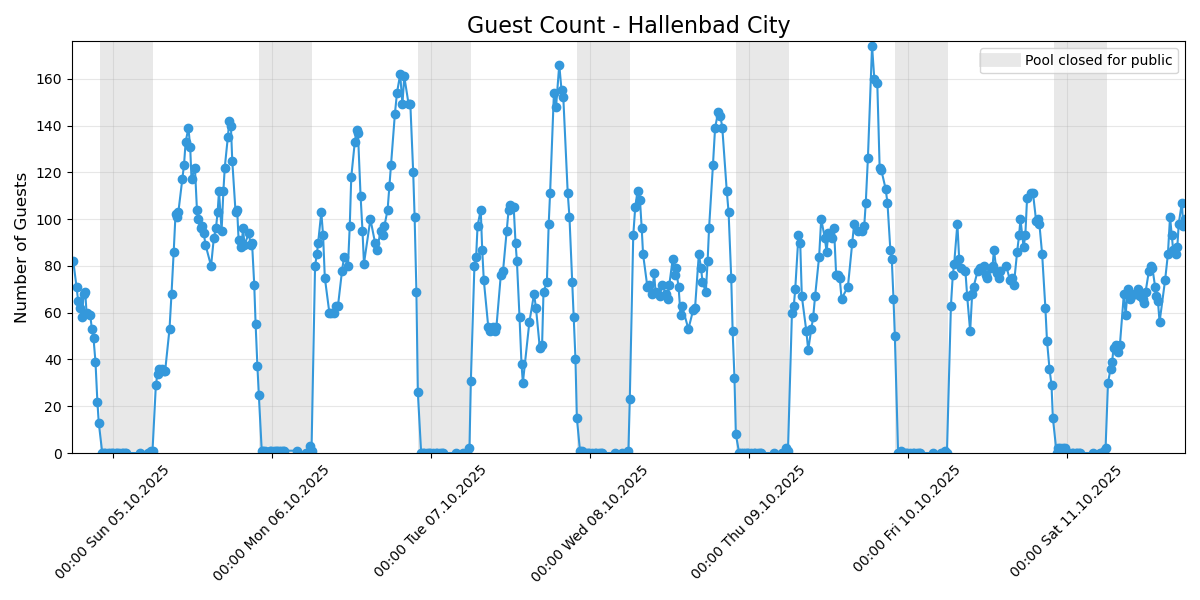 Guest Count - Hallenbad City
Pool closed for public
Number of Guests
160
140
120
100
80
60
40
20
0
00:00 Sun 05.10.2025
00:00 Mon 06.10.2025
00:00 Tue 07.10.2025
00:00 Wed 08.10.2025
00:00 Thu 09.10.2025
00:00 Fri 10.10.2025
00:00 Sat 11.10.2025